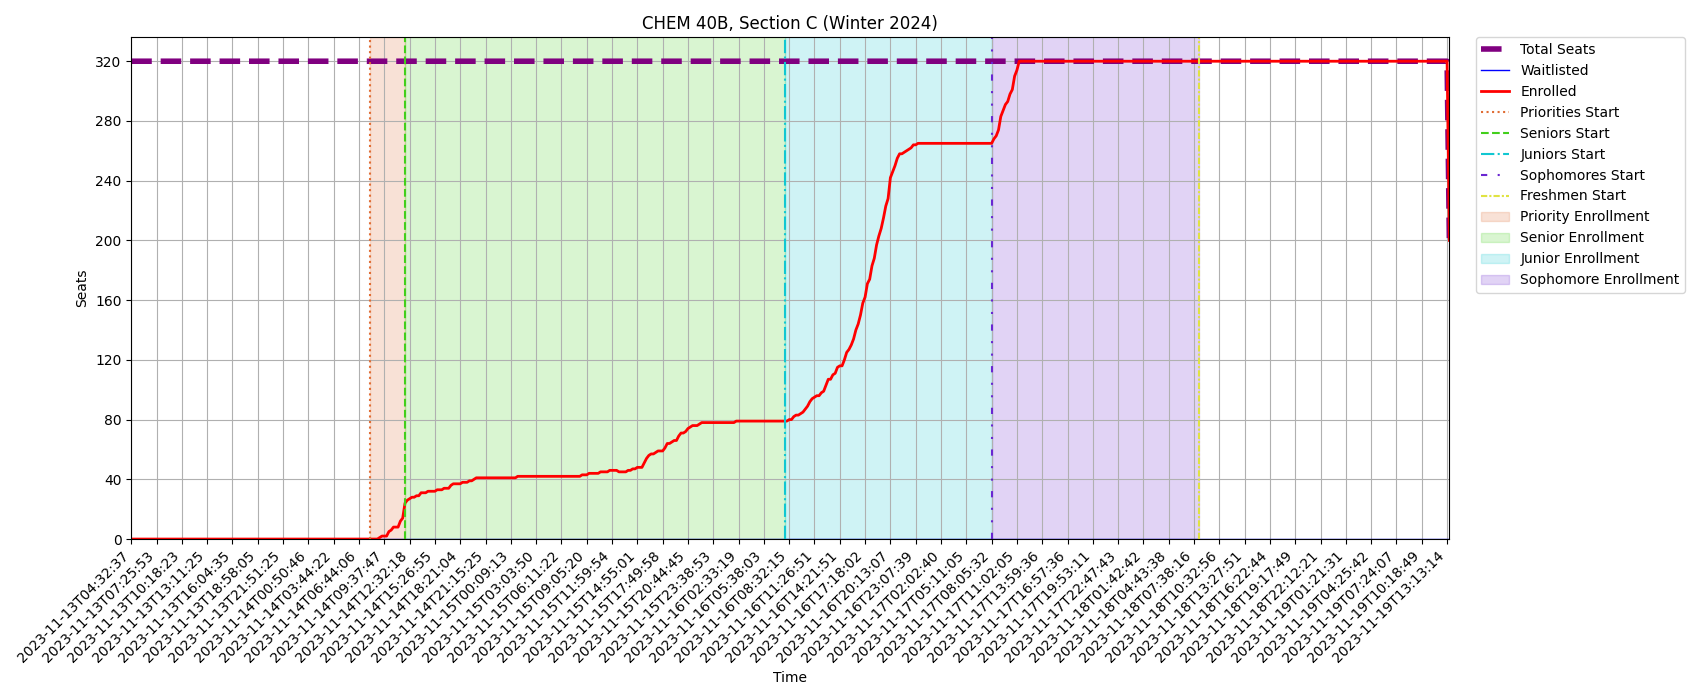 CHEM 40B, Section C (Winter 2024)
320
280
240
200
160
120
80
40
0
Seats
2023-11-13T04:32:37
2023-11-13T07:25:53
2023-11-13T10:18:23
2023-11-13T13:11:25
2023-11-13T16:04:35
2023-11-13T18:58:05
2023-11-13T21:51:25
2023-11-14T00:50:46
2023-11-14T03:44:22
2023-11-14T06:44:06
2023-11-14T09:37:47
2023-11-14T12:32:18
2023-11-14T15:26:55
2023-11-14T18:21:04
2023-11-14T21:15:25
2023-11-15T00:09:13
2023-11-15T03:03:50
2023-11-15T06:11:22
2023-11-15T09:05:20
2023-11-15T11:59:54
2023-11-15T14:55:01
2023-11-15T17:49:58
2023-11-15T20:44:45
2023-11-15T23:38:53
2023-11-16T02:33:19
2023-11-16T05:38:03
2023-11-16T08:32:15
2023-11-16T11:26:51
2023-11-16T14:21:51
2023-11-16T17:18:02
2023-11-16T20:13:07
2023-11-16T23:07:39
2023-11-17T02:02:40
2023-11-17T05:11:05
2023-11-17T08:05:32
2023-11-17T11:02:05
2023-11-17T13:59:36
2023-11-17T16:57:36
2023-11-17T19:53:11
2023-11-17T22:47:43
2023-11-18T01:42:42
2023-11-18T04:43:38
2023-11-18T07:38:16
2023-11-18T10:32:56
2023-11-18T13:27:51
2023-11-18T16:22:44
2023-11-18T19:17:49
2023-11-18T22:12:21
2023-11-19T01:21:31
2023-11-19T04:25:42
2023-11-19T07:24:07
2023-11-19T10:18:49
2023-11-19T13:13:14
Time
Total Seats
Waitlisted
Enrolled
Priorities Start
Seniors Start
Juniors Start
Sophomores Start
Freshmen Start
Priority Enrollment
Senior Enrollment
Junior Enrollment
Sophomore Enrollment